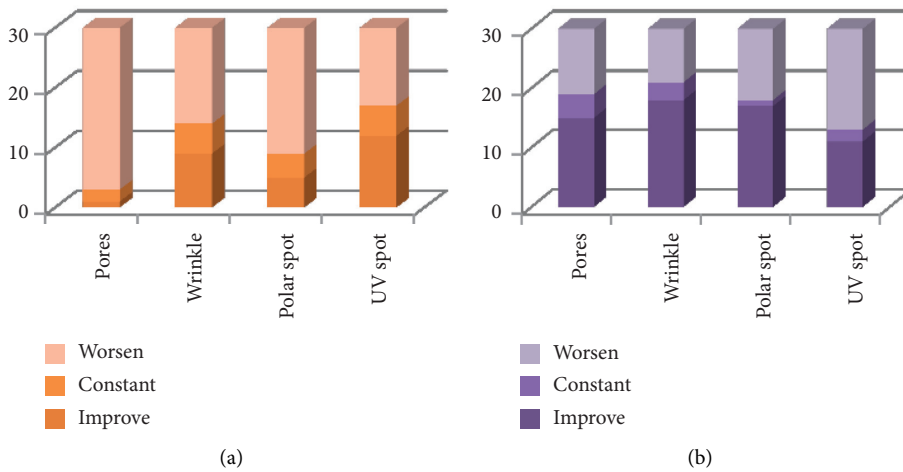 30
20
10
0
Pores
Wrinkle
Polar spot
UV spot
Worsen
Constant
Improve
(a)
30
20
10
0
Pores
Wrinkle
Polar spot
UV spot
Worsen
Constant
Improve
(b)